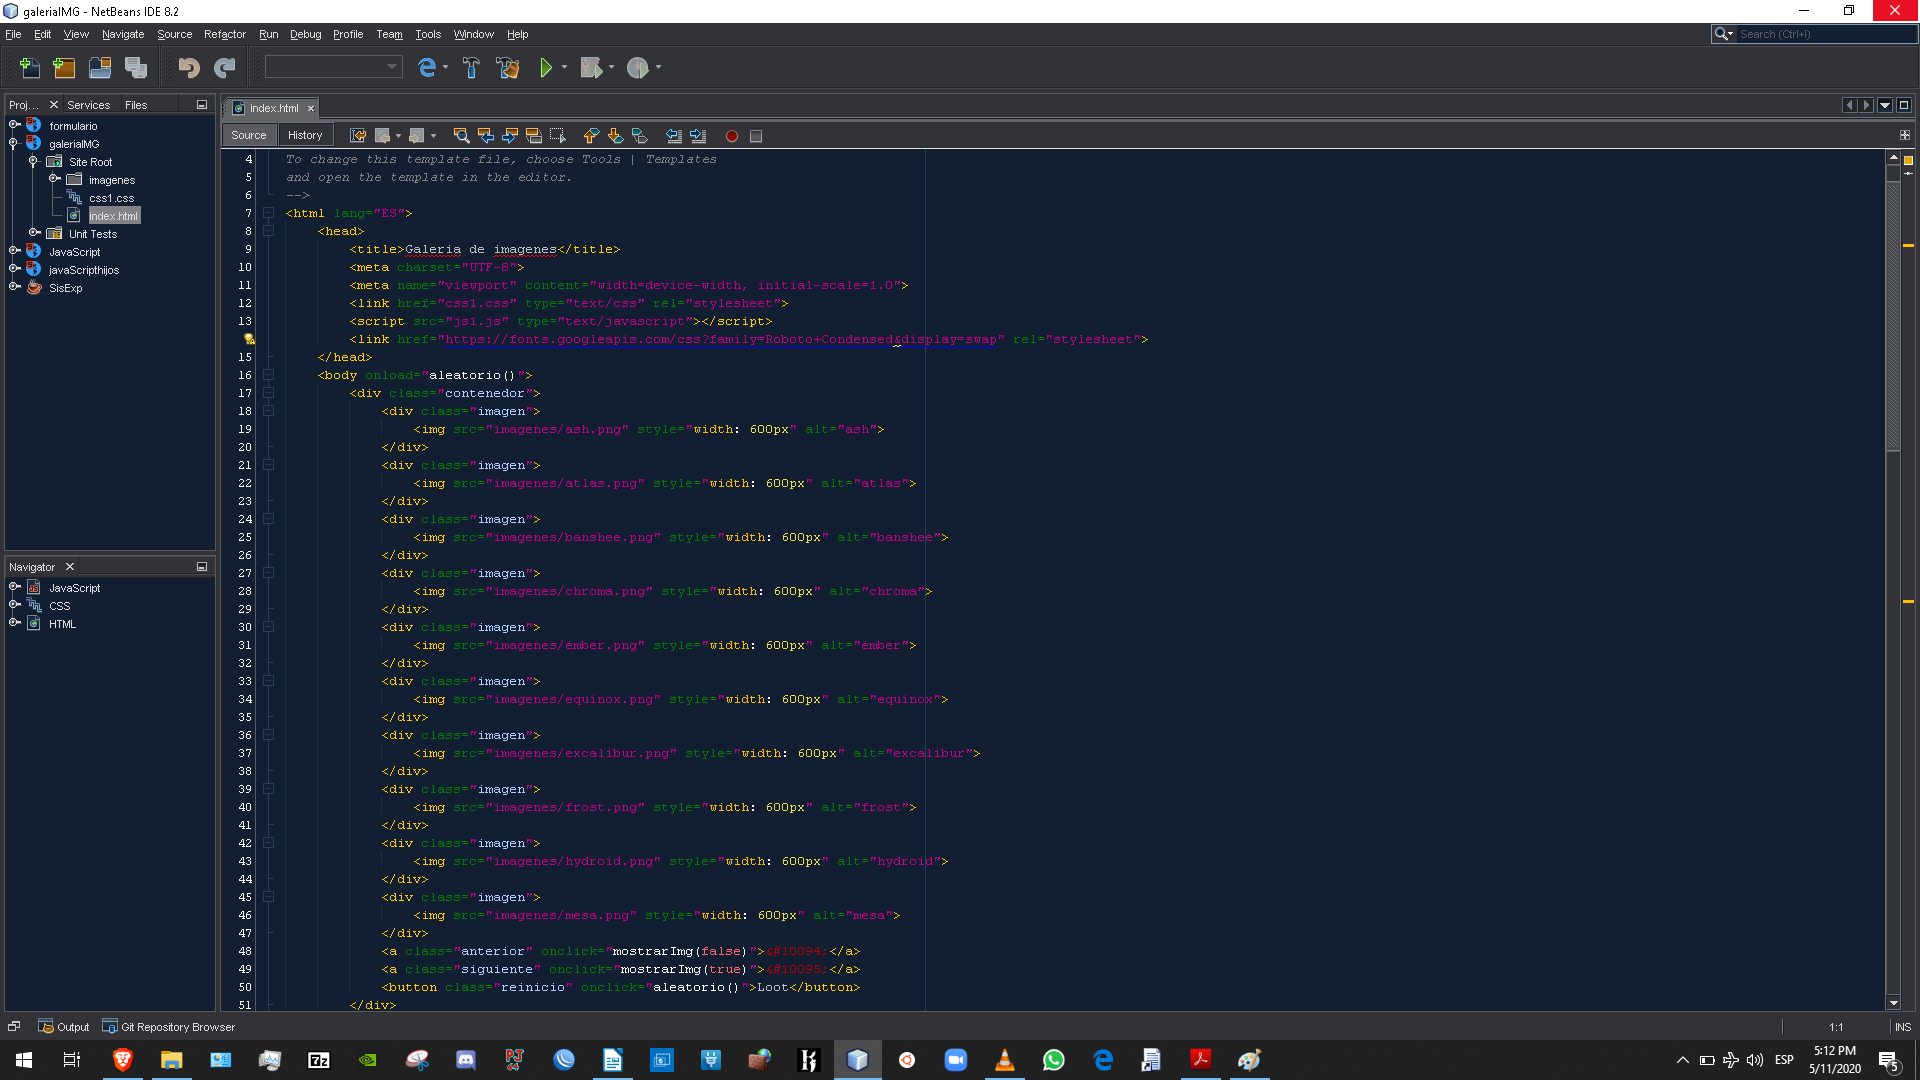 galerialMG - NetBeans IDE 8.2
File Edit View Navigate Source Refactor Run Debug Profile Team Tools Window Help
Search (Ctrl+I)
Proj... Services Files
index.html
formulario
galerialMG
Site Root
imagenes
css1.css
index.html
Unit Tests
JavaScript
javaScripthijos
SisExp
Navigator
JavaScript
CSS
HTML
Source History
4 To change this template file, choose Tools | Templates
5 and open the template in the editor.
6 -->
7 <html lang="ES">
8 <head>
9 <title>Galeria de imagenes</title>
10 <meta charset="UTF-8">
11 <meta name="viewport" content="width=device-width, initial-scale=1.0">
12 <link href="css1.css" type="text/css" rel="stylesheet">
13 <script src="js1.js" type="text/javascript"></script>
<link href="https://fonts.googleapis.com/css?family=Roboto+Condensed&display=swap" rel="stylesheet">
15 </head>
16 <body onload="aleatorio()">
17 <div class="contenedor">
18 <div class="imagen">
19 <img src="imagenes/ash.png" style="width: 600px" alt="ash">
20 </div>
21 <div class="imagen">
22 <img src="imagenes/atlas.png" style="width: 600px" alt="atlas">
23 </div>
24 <div class="imagen">
25 <img src="imagenes/banshee.png" style="width: 600px" alt="banshee">
26 </div>
27 <div class="imagen">
28 <img src="imagenes/chroma.png" style="width: 600px" alt="chroma">
29 </div>
30 <div class="imagen">
31 <img src="imagenes/ember.png" style="width: 600px" alt="ember">
32 </div>
33 <div class="imagen">
34 <img src="imagenes/equinox.png" style="width: 600px" alt="equinox">
35 </div>
36 <div class="imagen">
37 <img src="imagenes/excalibur.png" style="width: 600px" alt="excalibur">
38 </div>
39 <div class="imagen">
40 <img src="imagenes/frost.png" style="width: 600px" alt="frost">
41 </div>
42 <div class="imagen">
43 <img src="imagenes/hydroid.png" style="width: 600px" alt="hydroid">
44 </div>
45 <div class="imagen">
46 <img src="imagenes/mesa.png" style="width: 600px" alt="mesa">
47 </div>
48 <a class="anterior" onclick="mostrarImg(false)">&#10094;</a>
49 <a class="siguiente" onclick="mostrarImg(true)">&#10095;</a>
50 <button class="reinicio" onclick="aleatorio()">Loot</button>
51 </div>
Output Git Repository Browser
1:1 INS
7z
ESP
5:12 PM
5/11/2020
5